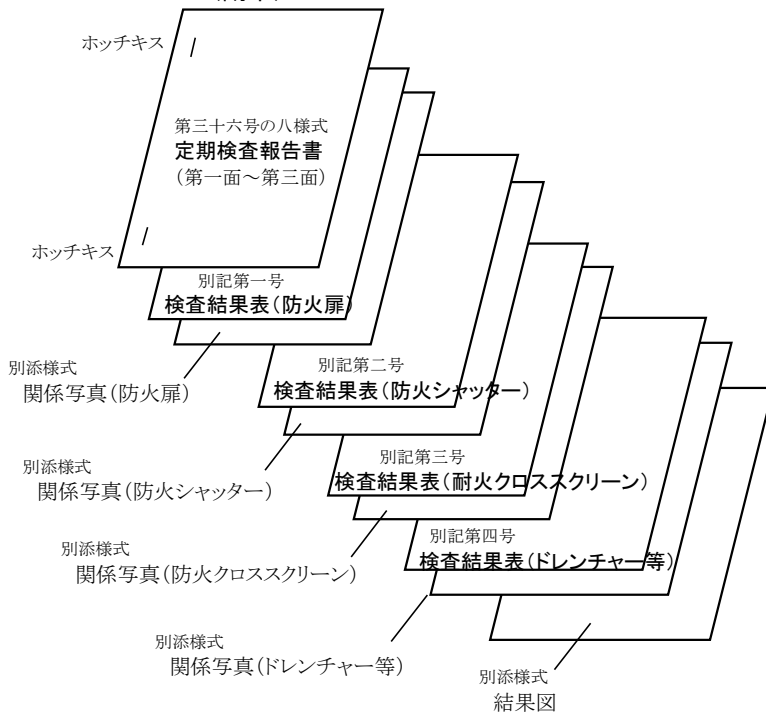 ホッチキス
第三十六号の八様式
定期検査報告書
(第一面～第三面)
ホッチキス
別記第一号
検査結果表(防火扉)
別添様式
関係写真(防火扉)
別記第二号
検査結果表(防火シャッター)
別添様式
関係写真(防火シャッター)
別記第三号
検査結果表(耐火クロススクリーン)
別添様式
関係写真(防火クロススクリーン)
別記第四号
検査結果表(ドレンチャー等)
別添様式
関係写真(ドレンチャー等)
別添様式
結果図